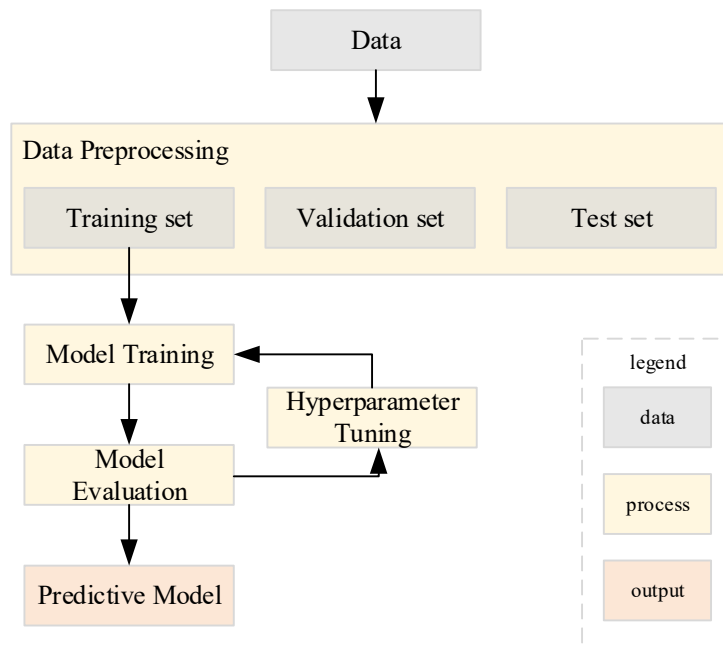 Data
Data Preprocessing
Training set
Validation set
Test set
Model Training
Hyperparameter
Tuning
Model
Evaluation
Predictive Model
legend
data
process
output